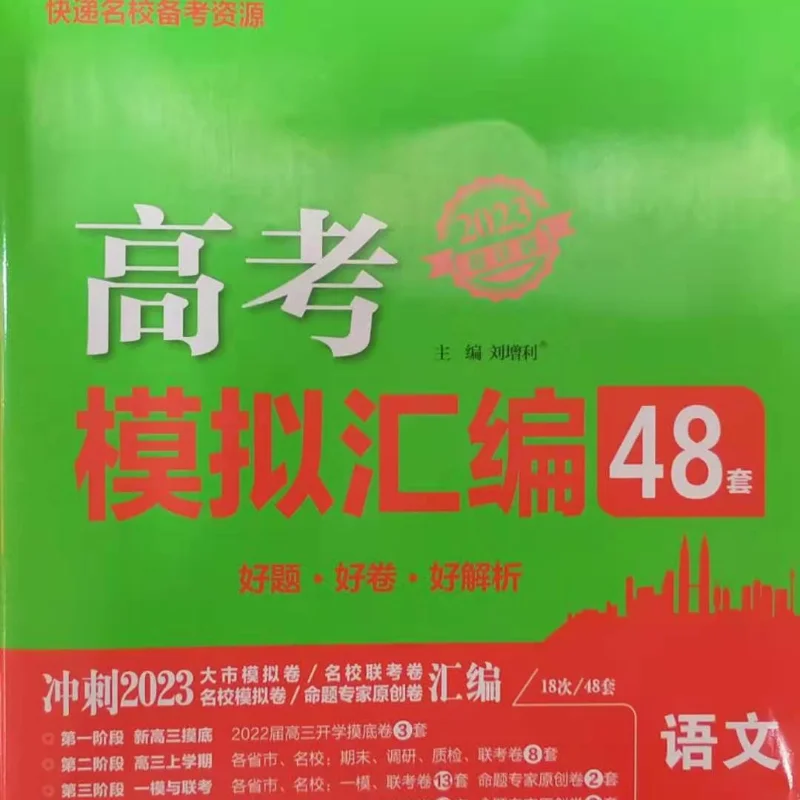 快递名校备考资源
高考
2023
主 编 刘增利®
模拟汇编48套
好题·好卷·好解析
冲刺2023 大市模拟卷/名校联考卷
名校模拟卷/命题专家原创卷 汇编 /18次/48套
第一阶段 新高三摸底 2022届高三开学摸底卷3套
第二阶段 高三上学期 各省市、名校：期末、调研、质检、联考卷8套
第三阶段 一模与联考 各省市、名校：一模、联考卷13套 命题专家原创卷2套
语文